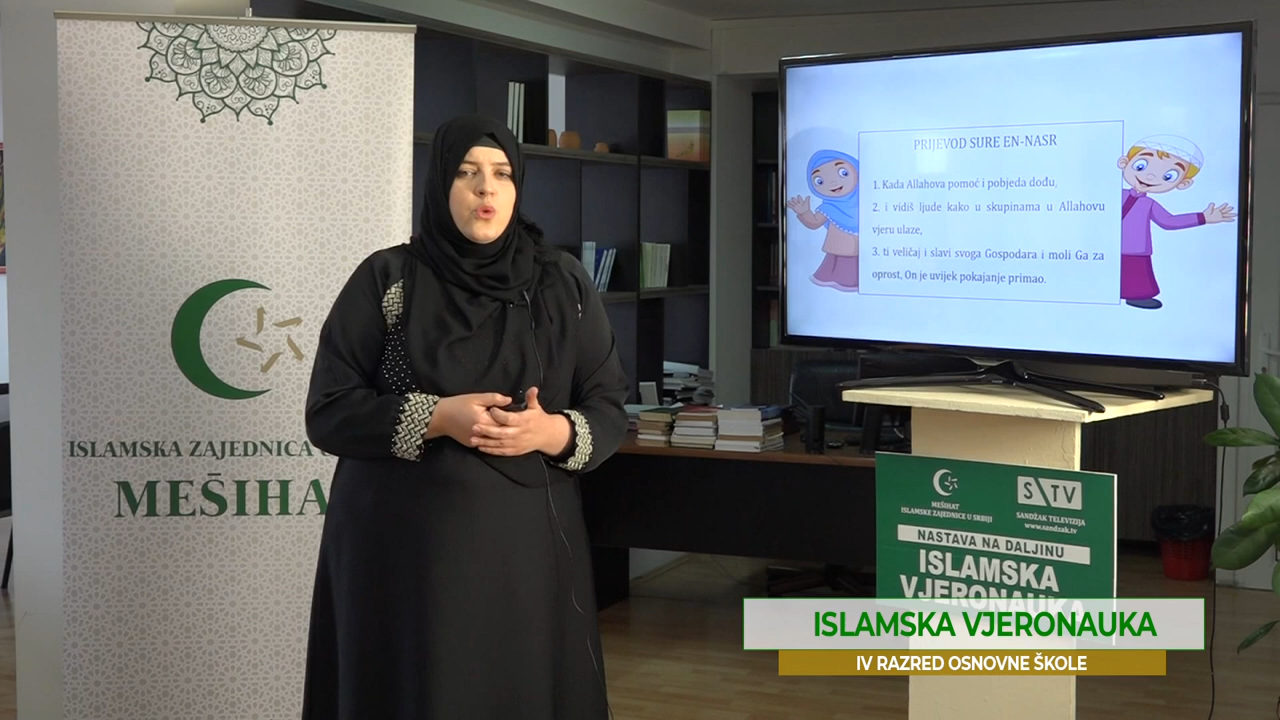 ISLAMSKA ZAJEDNICA
MEŠIHA
PRIJEVOD SURE EN-NASR
1. Kada Allahova pomoć i pobjeda dođu,
2. i vidiš ljude kako u skupinama u Allahovu
vjeru ulaze,
3. ti veličaj i slavi svoga Gospodara i moli Ga za
oprost, On je uvijek pokajanje primao.
MEŠIHAT
ISLAMSKE ZAJEDNICE U SRBIJI
S TV
SANDŽAK TELEVIZIJA
www.sandzak.tv
NASTAVA NA DALJINU
ISLAMSKA
VJERONAUKA
ISLAMSKA VJERONAUKA
IV RAZRED OSNOVNE ŠKOLE